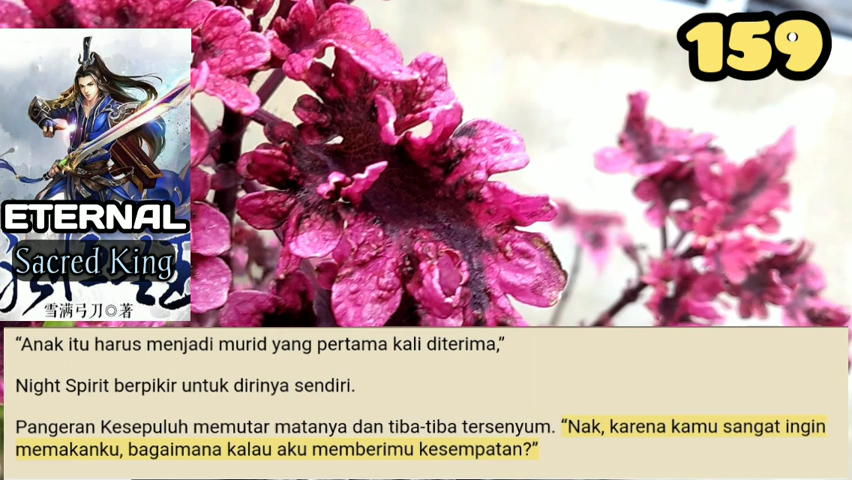 159
ETERNAL
Sacred King
雪满弓刀◎著
“Anak itu harus menjadi murid yang pertama kali diterima,”
Night Spirit berpikir untuk dirinya sendiri.
Pangeran Kesepuluh memutar matanya dan tiba-tiba tersenyum. “Nak, karena kamu sangat ingin
memakanku, bagaimana kalau aku memberimu kesempatan?”